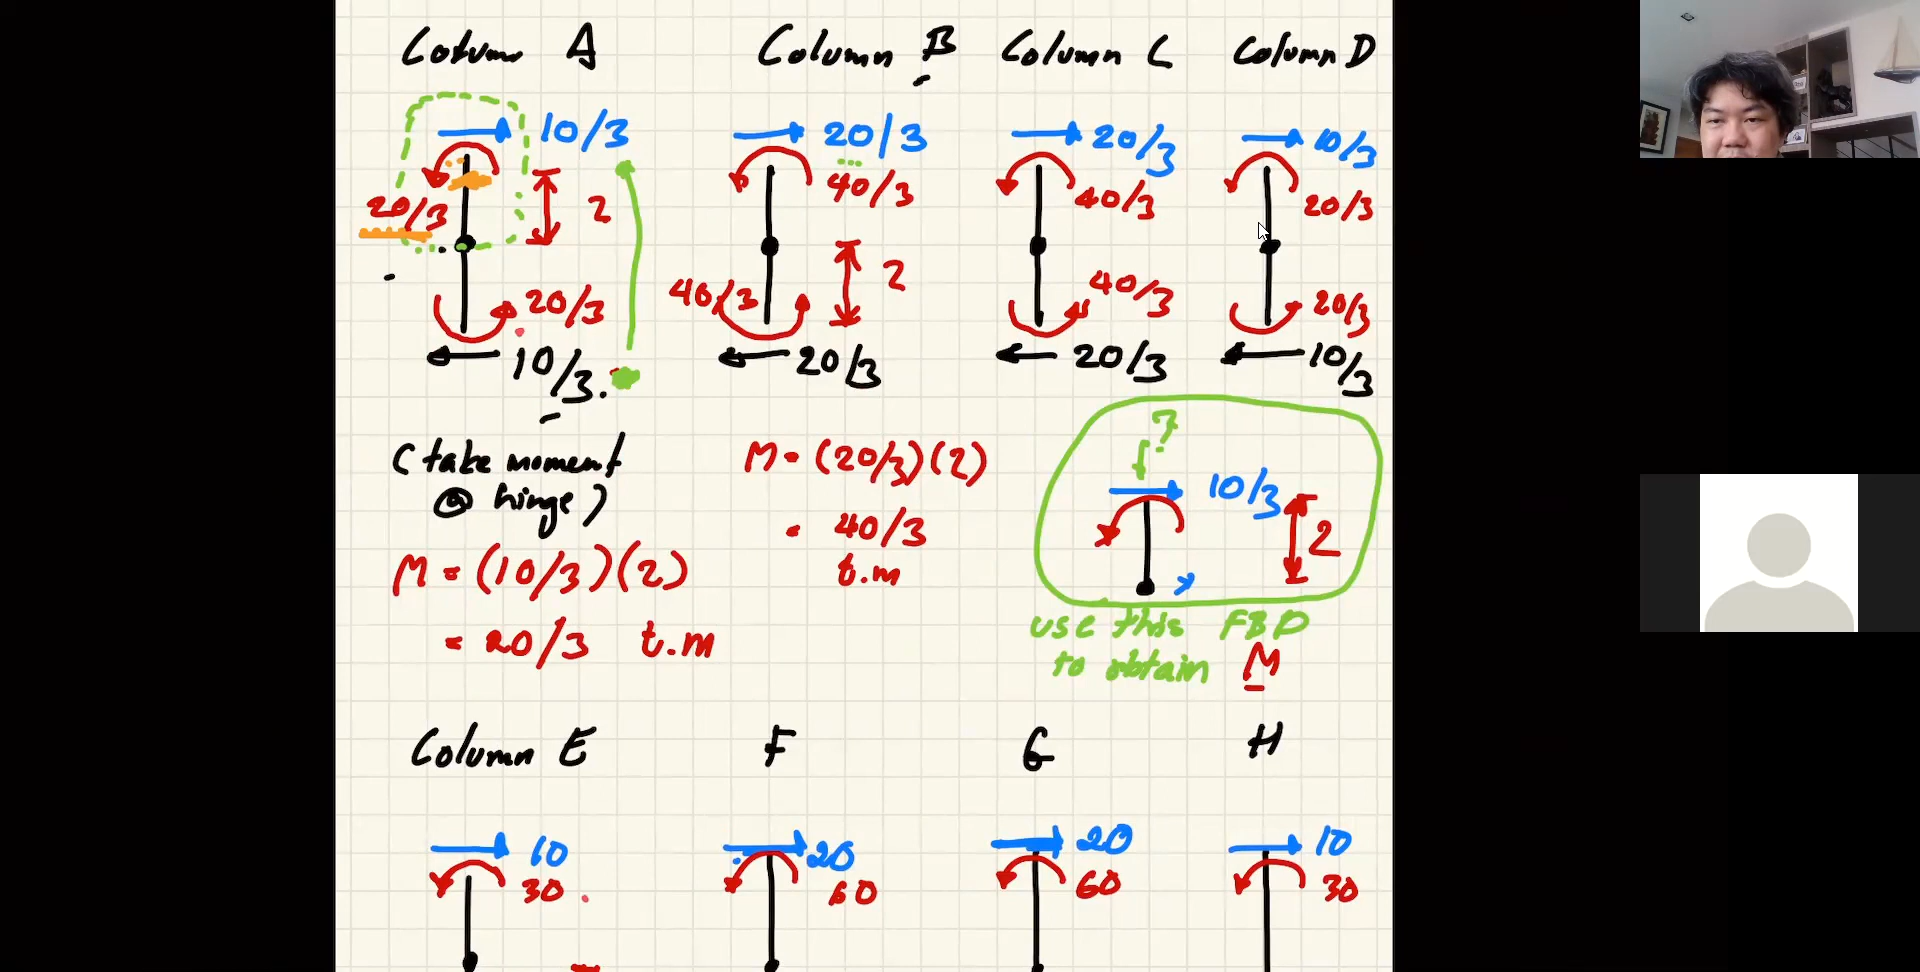 Column A Column B Column C Column D
10/3 20/3 20/3 10/3
20/3 2 40/3 40/3 20/3
20/3 40/3 2 40/3 20/3
10/3 20/3 20/3 10/3
(take moment
@ hinge)
M = (10/3)(2)
= 20/3 t.m
M = (20/3)(2)
= 40/3
t.m
?
10/3
2
use this FBD
to obtain M
Column E F G H
10 20 20 10
30 60 60 30